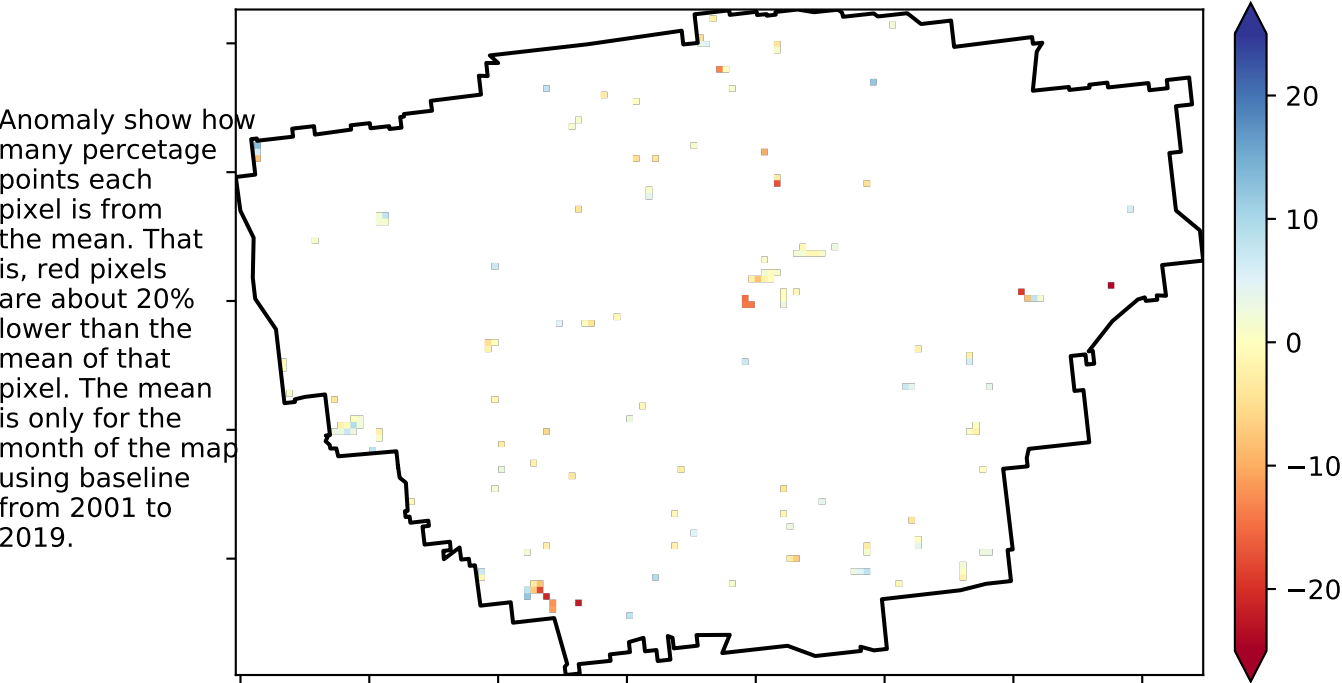 Anomaly show how
many percetage
points each
pixel is from
the mean. That
is, red pixels
are about 20%
lower than the
mean of that
pixel. The mean
is only for the
month of the map
using baseline
from 2001 to
2019.
20
10
0
−10
−20